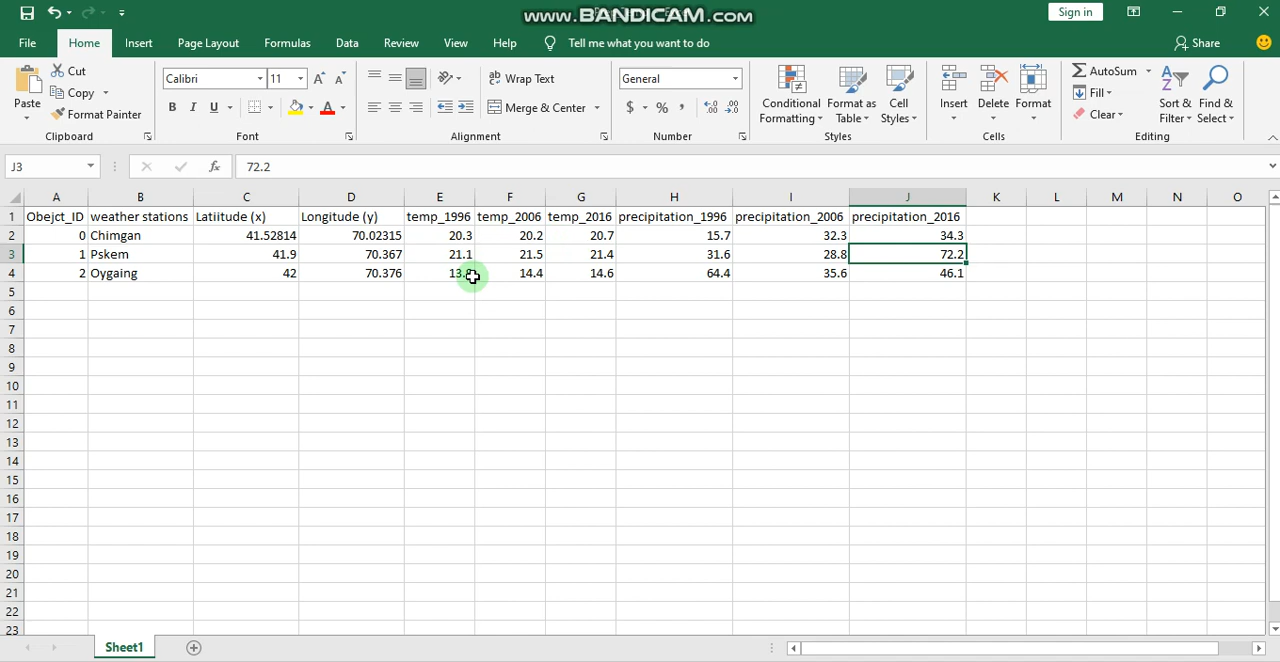 www.BANDICAM.com
Sign in
File Home Insert Page Layout Formulas Data Review View Help Tell me what you want to do Share
Cut
Copy
Format Painter
Paste
Clipboard
Calibri 11
B I U
Font
Wrap Text
Merge & Center
Alignment
General
$ % ,
Number
Conditional Formatting
Format as Table
Cell Styles
Styles
Insert Delete Format
Cells
AutoSum
Fill
Clear
Sort & Filter
Find & Select
Editing
J3 fx 72.2
A B C D E F G H I J K L M N O
1 Obejct_ID weather stations Latiitude (x) Longitude (y) temp_1996 temp_2006 temp_2016 precipitation_1996 precipitation_2006 precipitation_2016
2 0 Chimgan 41.52814 70.02315 20.3 20.2 20.7 15.7 32.3 34.3
3 1 Pskem 41.9 70.367 21.1 21.5 21.4 31.6 28.8 72.2
4 2 Oygaing 42 70.376 14.4 14.6 64.4 35.6 46.1
5
6
7
8
9
10
11
12
13
14
15
16
17
18
19
20
21
22
23
Sheet1